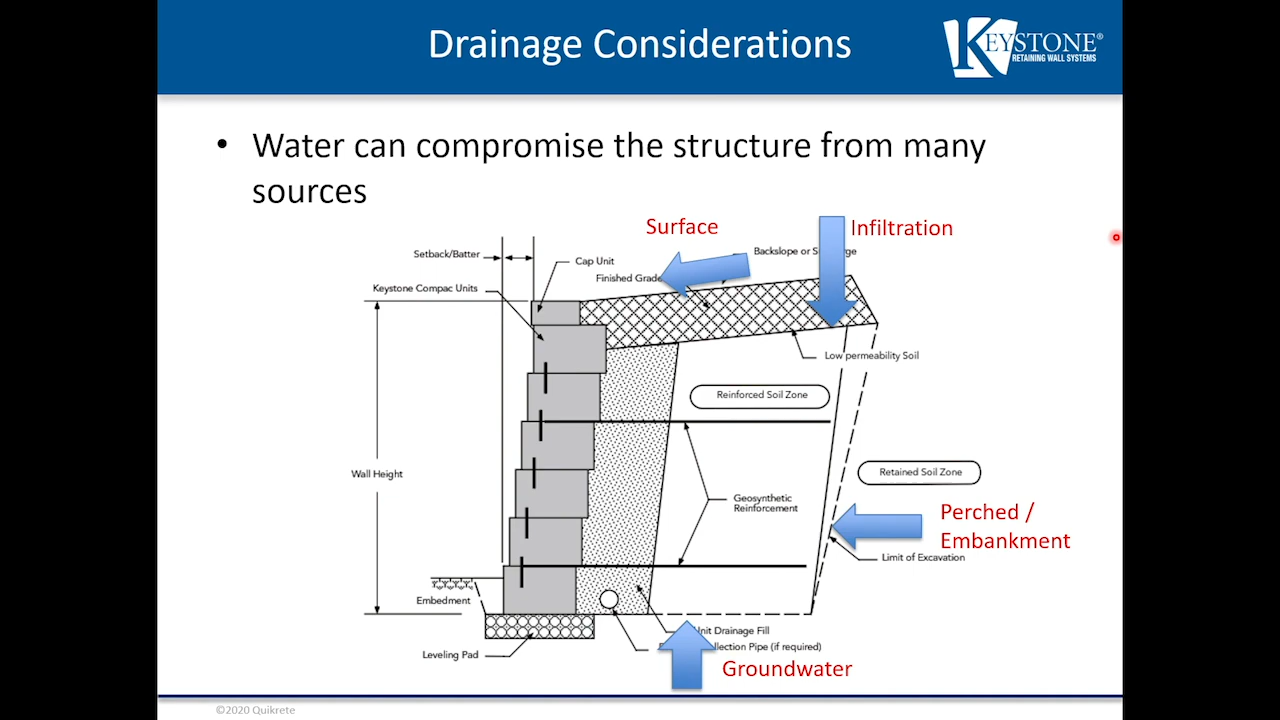 Drainage Considerations
KEYSTONE®
RETAINING WALL SYSTEMS
• Water can compromise the structure from many
sources
Surface
Infiltration
Setback/Batter
Cap Unit
Backslope or
Finished Grade
Keystone Compac Units
Low permeability Soil
Reinforced Soil Zone
Wall Height
Retained Soil Zone
Geosynthetic
Reinforcement
Perched /
Embankment
Limit of Excavation
Embedment
Unit Drainage Fill
Pipe (if required)
Leveling Pad
Groundwater
©2020 Quikrete